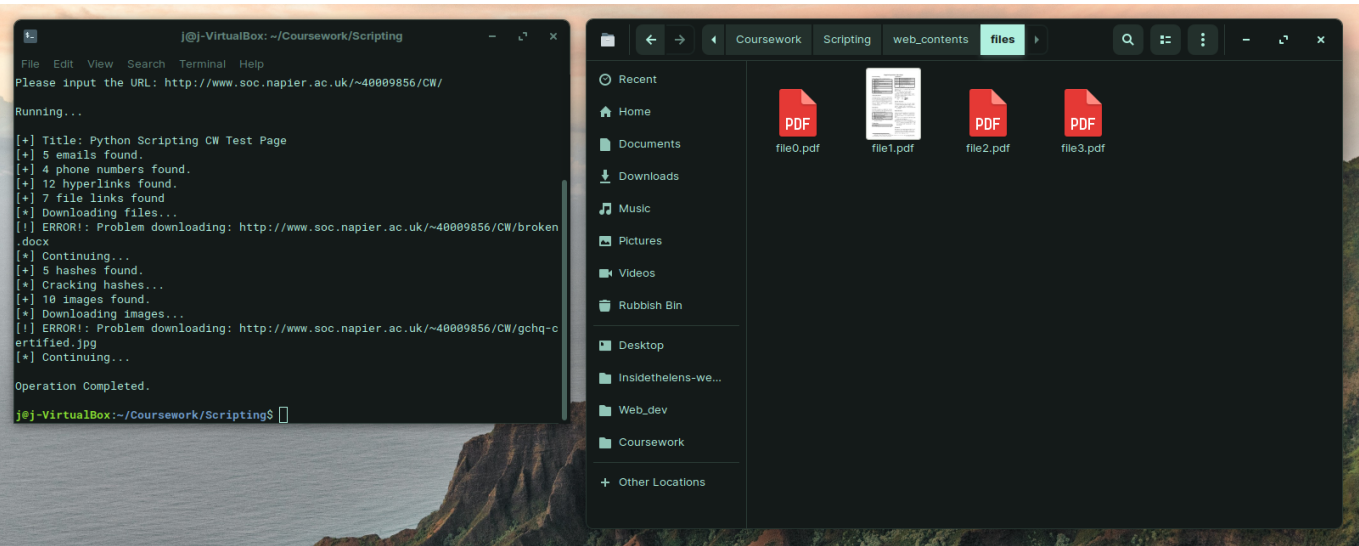 j@j-VirtualBox: ~/Coursework/Scripting
File Edit View Search Terminal Help
Please input the URL: http://www.soc.napier.ac.uk/~40009856/CW/
Running...
[+] Title: Python Scripting CW Test Page
[+] 5 emails found.
[+] 4 phone numbers found.
[+] 12 hyperlinks found.
[+] 7 file links found
[*] Downloading files...
[!] ERROR!: Problem downloading: http://www.soc.napier.ac.uk/~40009856/CW/broken
.docx
[*] Continuing...
[+] 5 hashes found.
[*] Cracking hashes...
[+] 10 images found.
[*] Downloading images...
[!] ERROR!: Problem downloading: http://www.soc.napier.ac.uk/~40009856/CW/gchq-c
ertified.jpg
[*] Continuing...
Operation Completed.
j@j-VirtualBox:~/Coursework/Scripting$
Coursework Scripting web_contents files
Recent
Home
Documents
Downloads
Music
Pictures
Videos
Rubbish Bin
Desktop
Insidethelens-we...
Web_dev
Coursework
+ Other Locations
PDF PDF PDF
file0.pdf file1.pdf file2.pdf file3.pdf